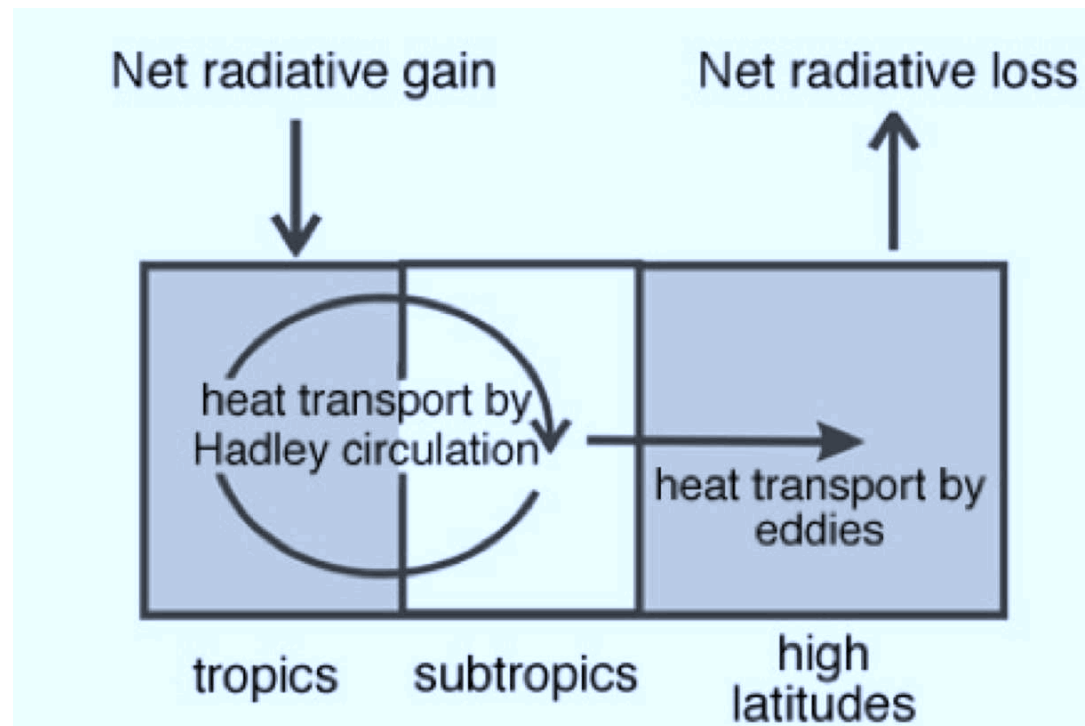 Net radiative gain
Net radiative loss
heat transport by
Hadley circulation
heat transport by
eddies
tropics
subtropics
high
latitudes